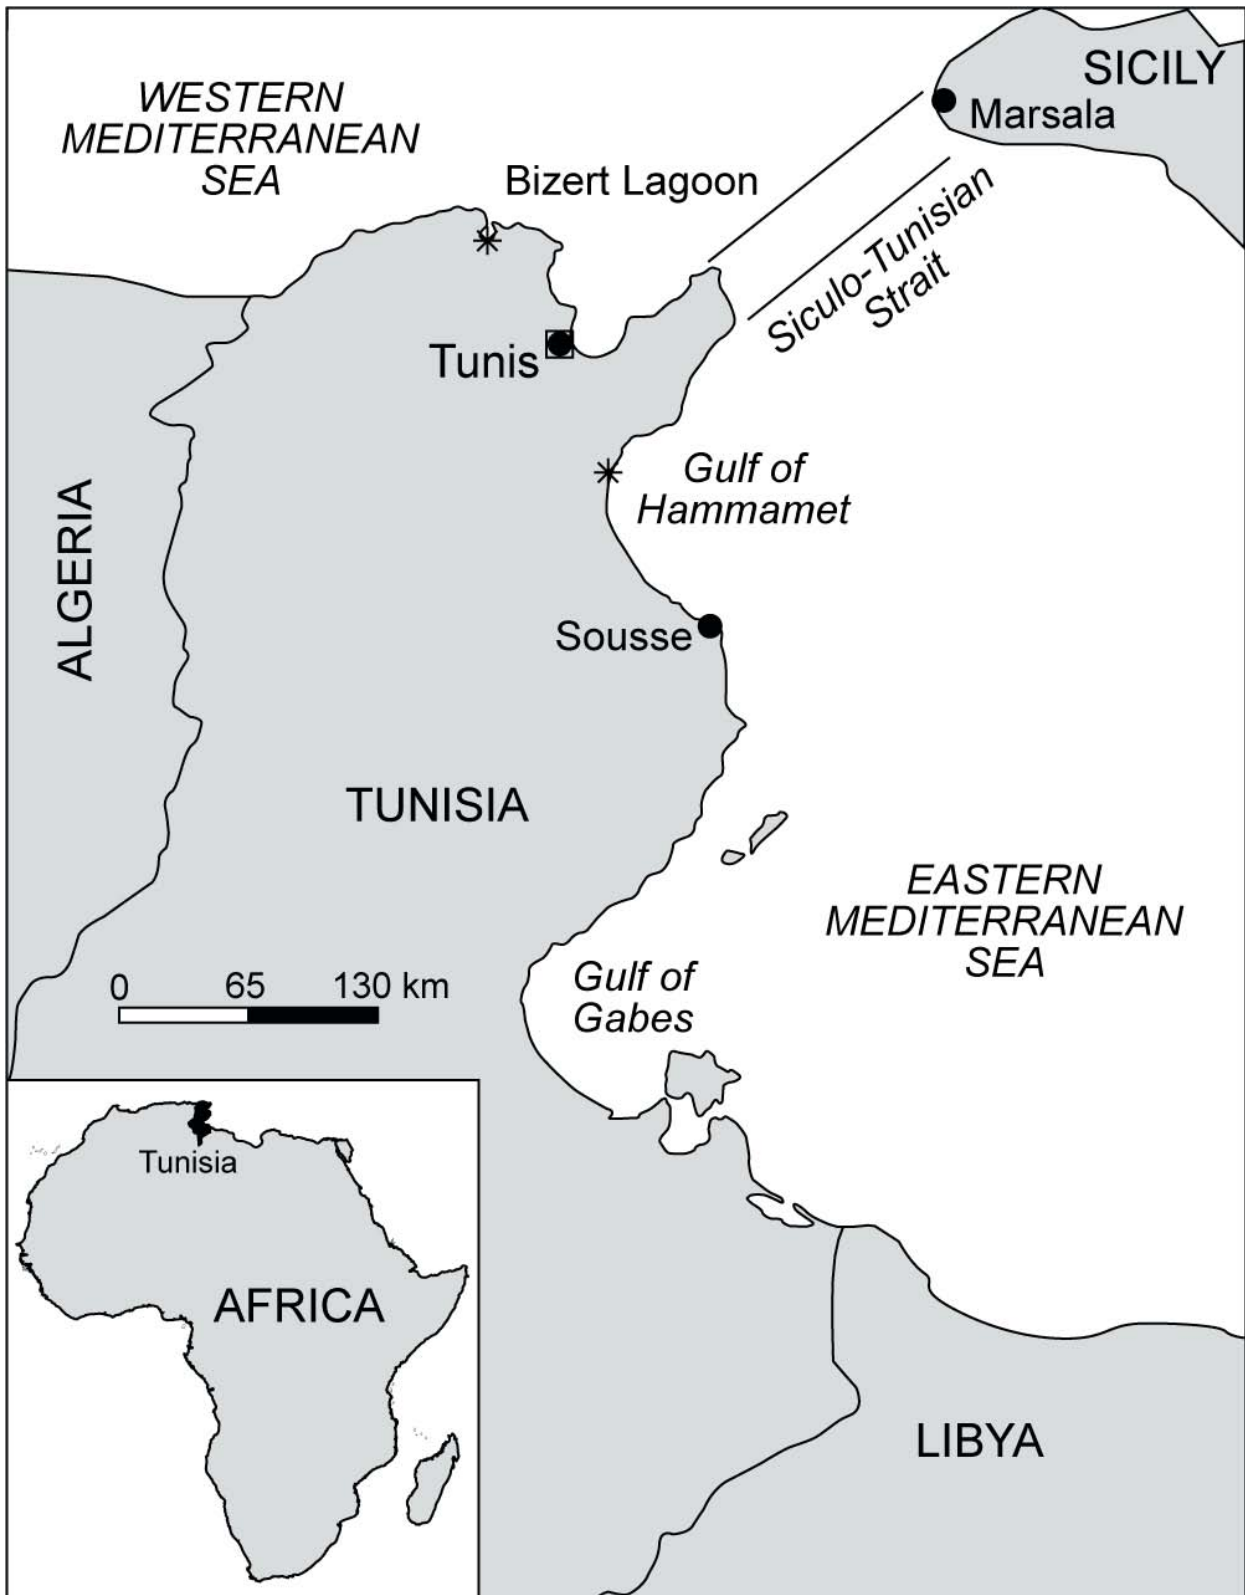 SICILY
WESTERN
MEDITERRANEAN
SEA
Marsala
Bizert Lagoon
Siculo-Tunisian
Strait
Tunis
Gulf of
Hammamet
ALGERIA
Sousse
TUNISIA
EASTERN
MEDITERRANEAN
SEA
Gulf of
Gabes
0 65 130 km
Tunisia
AFRICA
LIBYA